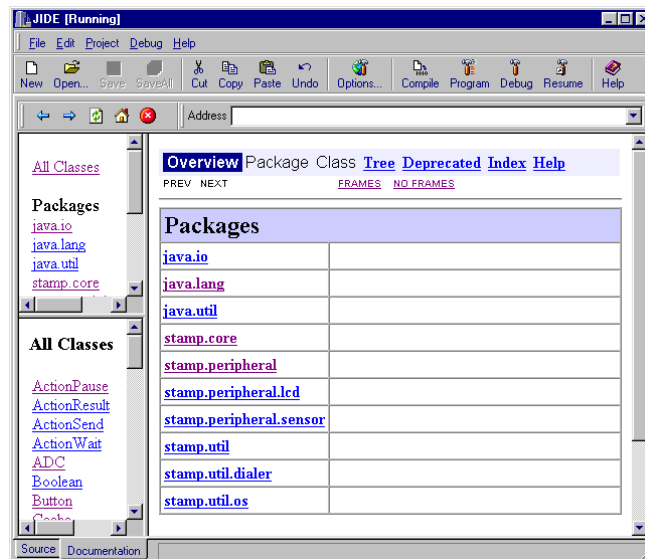 JIDE [Running]
File Edit Project Debug Help
New Open... Save SaveAll Cut Copy Paste Undo Options... Compile Program Debug Resume Help
Address
All Classes
Packages
java.io
java.lang
java.util
stamp.core
All Classes
ActionPause
ActionResult
ActionSend
ActionWait
ADC
Boolean
Button
Overview Package Class Tree Deprecated Index Help
PREV NEXT FRAMES NO FRAMES
Packages
java.io
java.lang
java.util
stamp.core
stamp.peripheral
stamp.peripheral.lcd
stamp.peripheral.sensor
stamp.util
stamp.util.dialer
stamp.util.os
Source Documentation